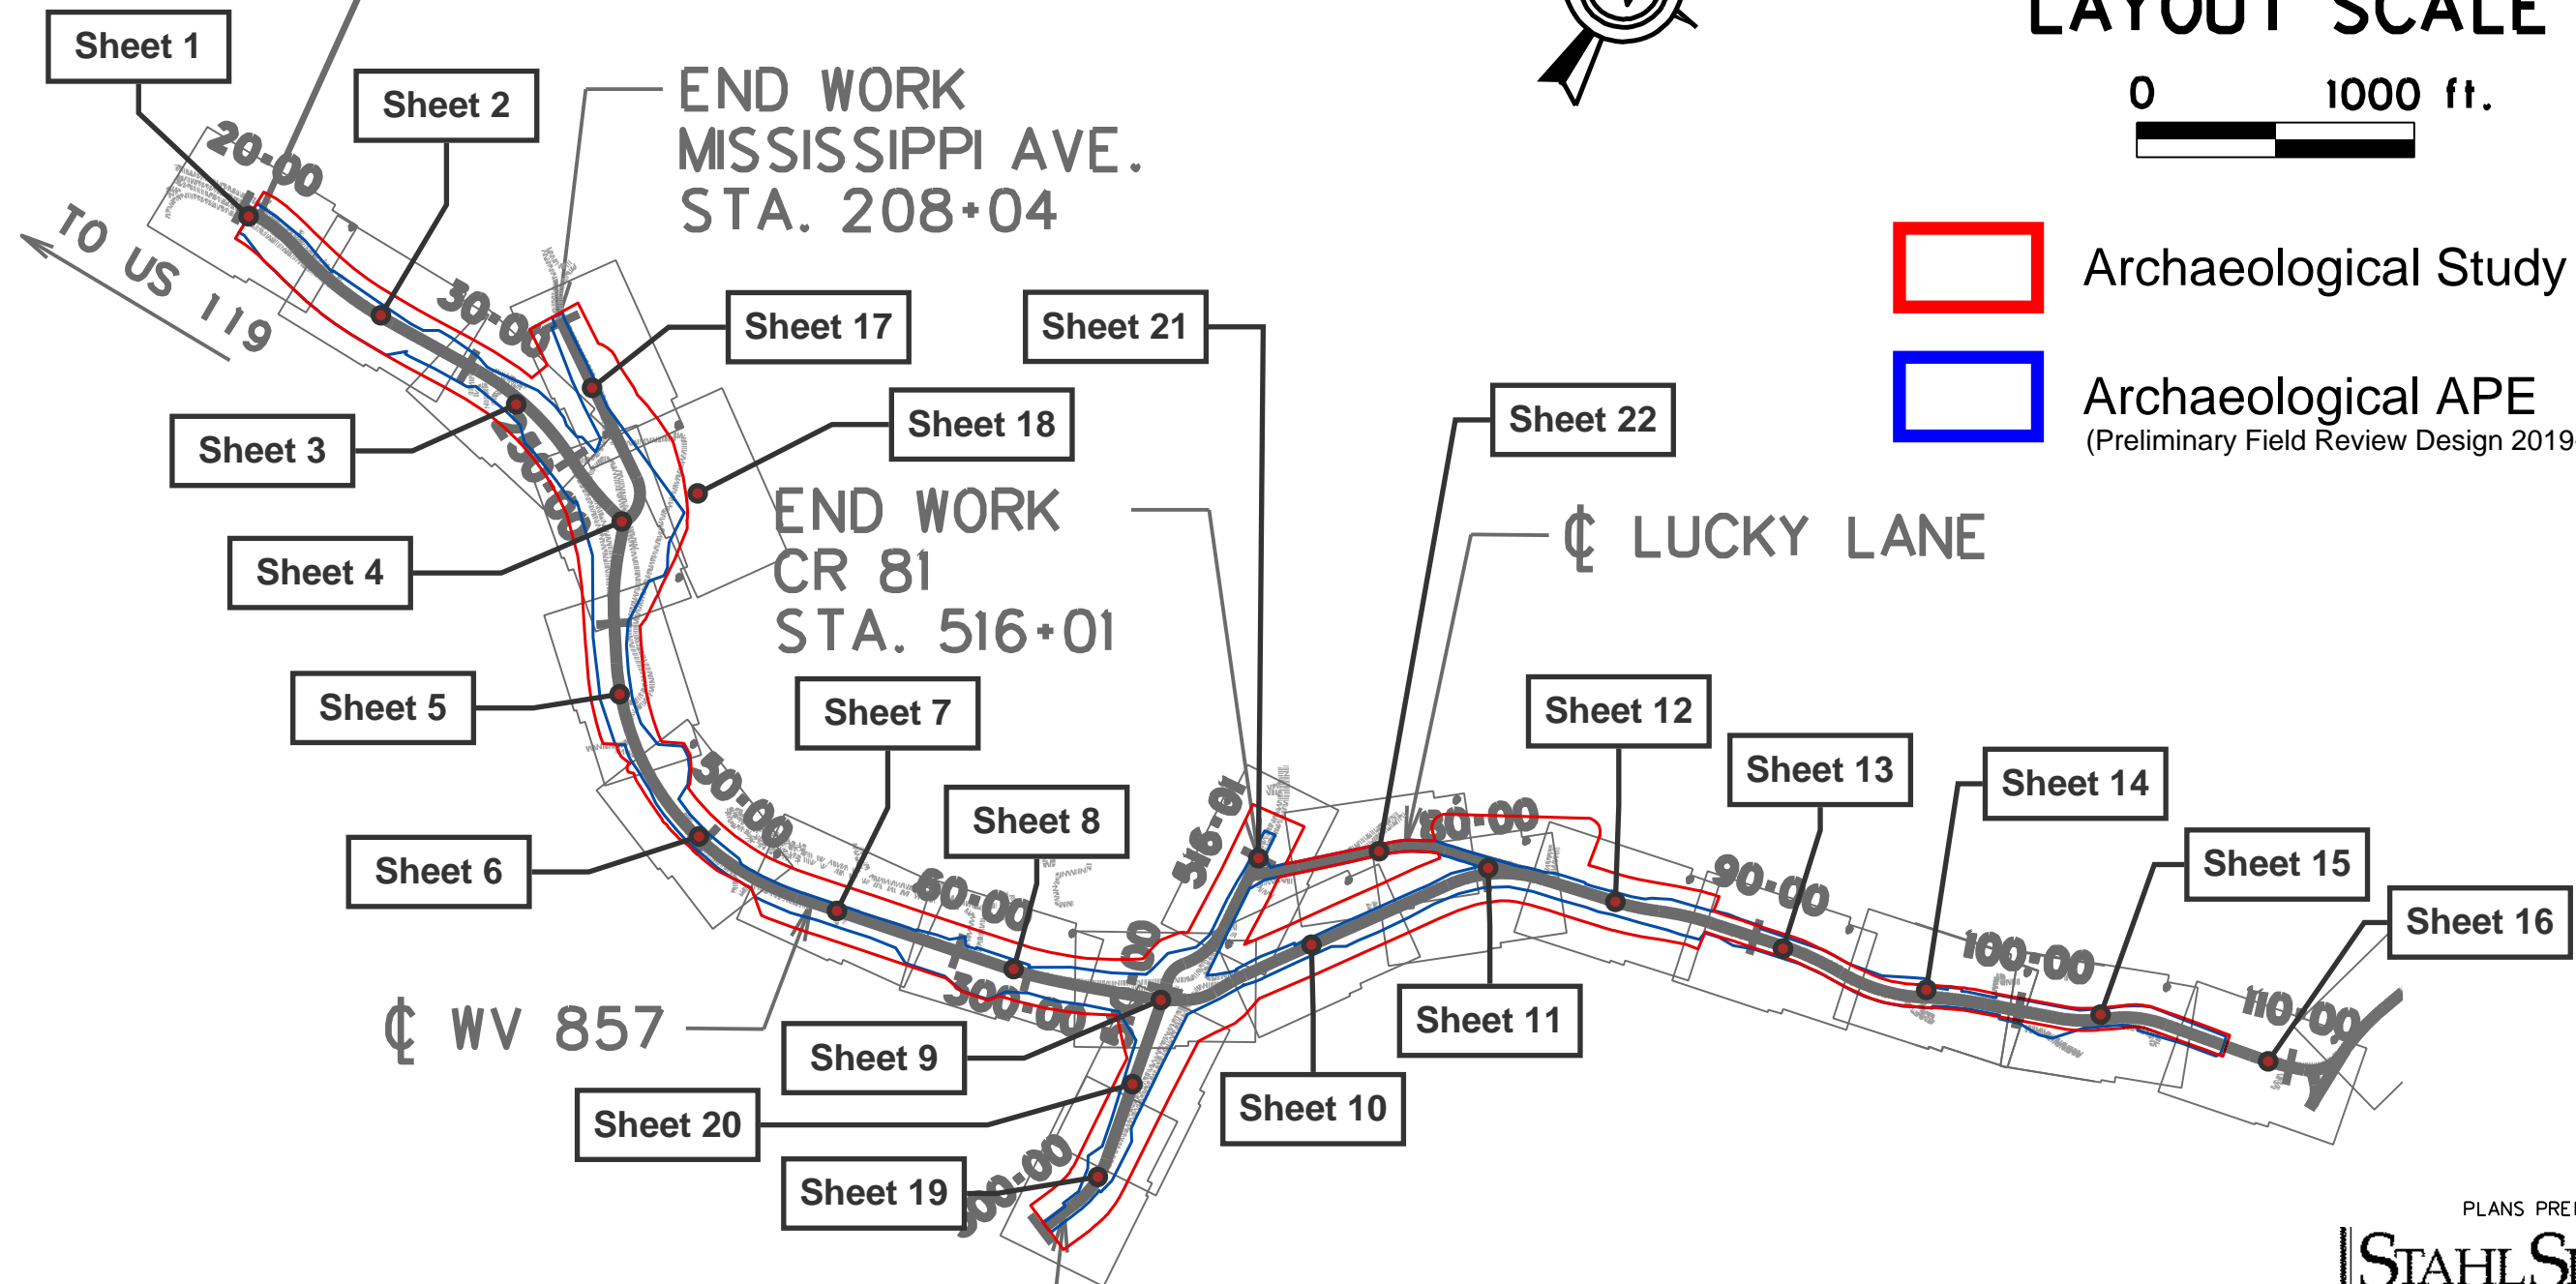 LAYOUT SCALE
0 1000 ft.
Sheet 1
Sheet 2
END WORK
MISSISSIPPI AVE.
STA. 208+04
20+00
TO US 119
30+00
Sheet 17
Sheet 21
Archaeological Study
Archaeological APE
(Preliminary Field Review Design 2019
Sheet 3
Sheet 18
Sheet 22
END WORK
CR 81
STA. 516+01
℄ LUCKY LANE
Sheet 4
Sheet 5
Sheet 7
Sheet 12
Sheet 13
Sheet 14
50+00
Sheet 8
516+01
80+00
Sheet 6
60+00
90+00
Sheet 15
Sheet 16
300+00
100+00
110+00
℄ WV 857
Sheet 9
Sheet 11
Sheet 10
Sheet 20
Sheet 19
PLANS
STAHL